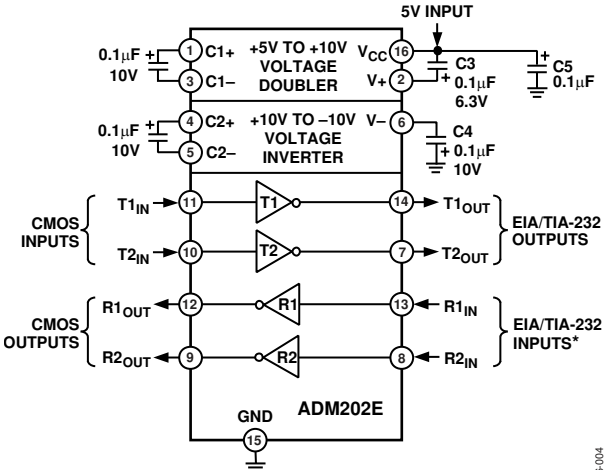 5V INPUT
0.1μF
10V
+
1
C1+
3
C1–
+5V TO +10V
VOLTAGE
DOUBLER
VCC
16
V+
2
C3
+
0.1μF
6.3V
+
C5
0.1μF
0.1μF
10V
+
4
C2+
5
C2–
+10V TO –10V
VOLTAGE
INVERTER
V–
6
C4
+
0.1μF
10V
CMOS
INPUTS
T1IN
11
T1
14
T1OUT
T2IN
10
T2
7
T2OUT
EIA/TIA-232
OUTPUTS
CMOS
OUTPUTS
R1OUT
12
R1
13
R1IN
R2OUT
9
R2
8
R2IN
EIA/TIA-232
INPUTS*
GND
ADM202E
15